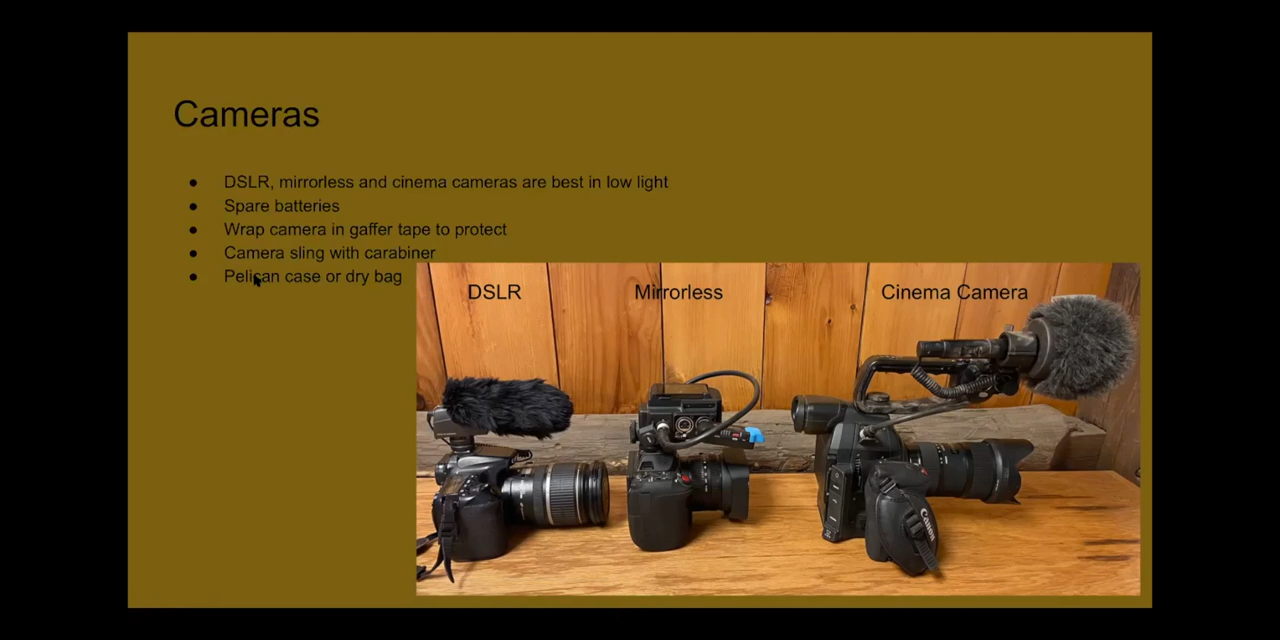 Cameras
DSLR, mirrorless and cinema cameras are best in low light
Spare batteries
Wrap camera in gaffer tape to protect
Camera sling with carabiner
Pelican case or dry bag
DSLR
Mirrorless
Cinema Camera
Canon